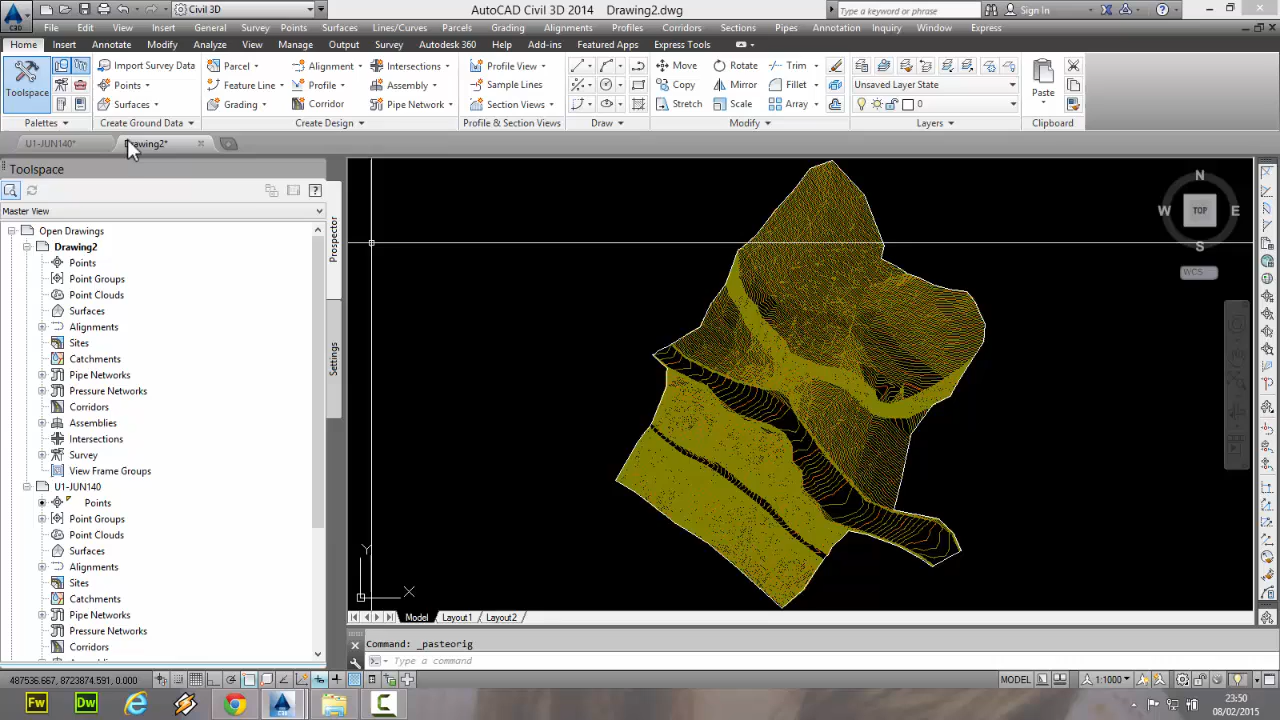 Civil 3D
AutoCAD Civil 3D 2014 Drawing2.dwg
Type a keyword or phrase
Sign In
File Edit View Insert General Survey Points Surfaces Lines/Curves Parcels Grading Alignments Profiles Corridors Sections Pipes Annotation Inquiry Window Express
Home Insert Annotate Modify Analyze View Manage Output Survey Autodesk 360 Help Add-ins Featured Apps Express Tools
Import Survey Data Parcel Alignment Intersections Profile View Move Rotate Trim Unsaved Layer State
Toolspace Points Feature Line Profile Assembly Sample Lines Copy Mirror Fillet Paste
Surfaces Grading Corridor Pipe Network Section Views Stretch Scale Array 0
Palettes Create Ground Data Create Design Profile & Section Views Draw Modify Layers Clipboard
U1-JUN140* Drawing2*
Toolspace
Master View
Open Drawings
Drawing2
Points
Point Groups
Point Clouds
Surfaces
Alignments
Sites
Catchments
Pipe Networks
Pressure Networks
Corridors
Assemblies
Intersections
Survey
View Frame Groups
U1-JUN140
Points
Point Groups
Point Clouds
Surfaces
Alignments
Sites
Catchments
Pipe Networks
Pressure Networks
Corridors
Prospector
Settings
N
W TOP E
S
WCS
Y
X
Model Layout1 Layout2
Command: _pasteorig
Type a command
487536.667, 8723874.591, 0.000
MODEL
1:1000
Fw
Dw
23:50
08/02/2015